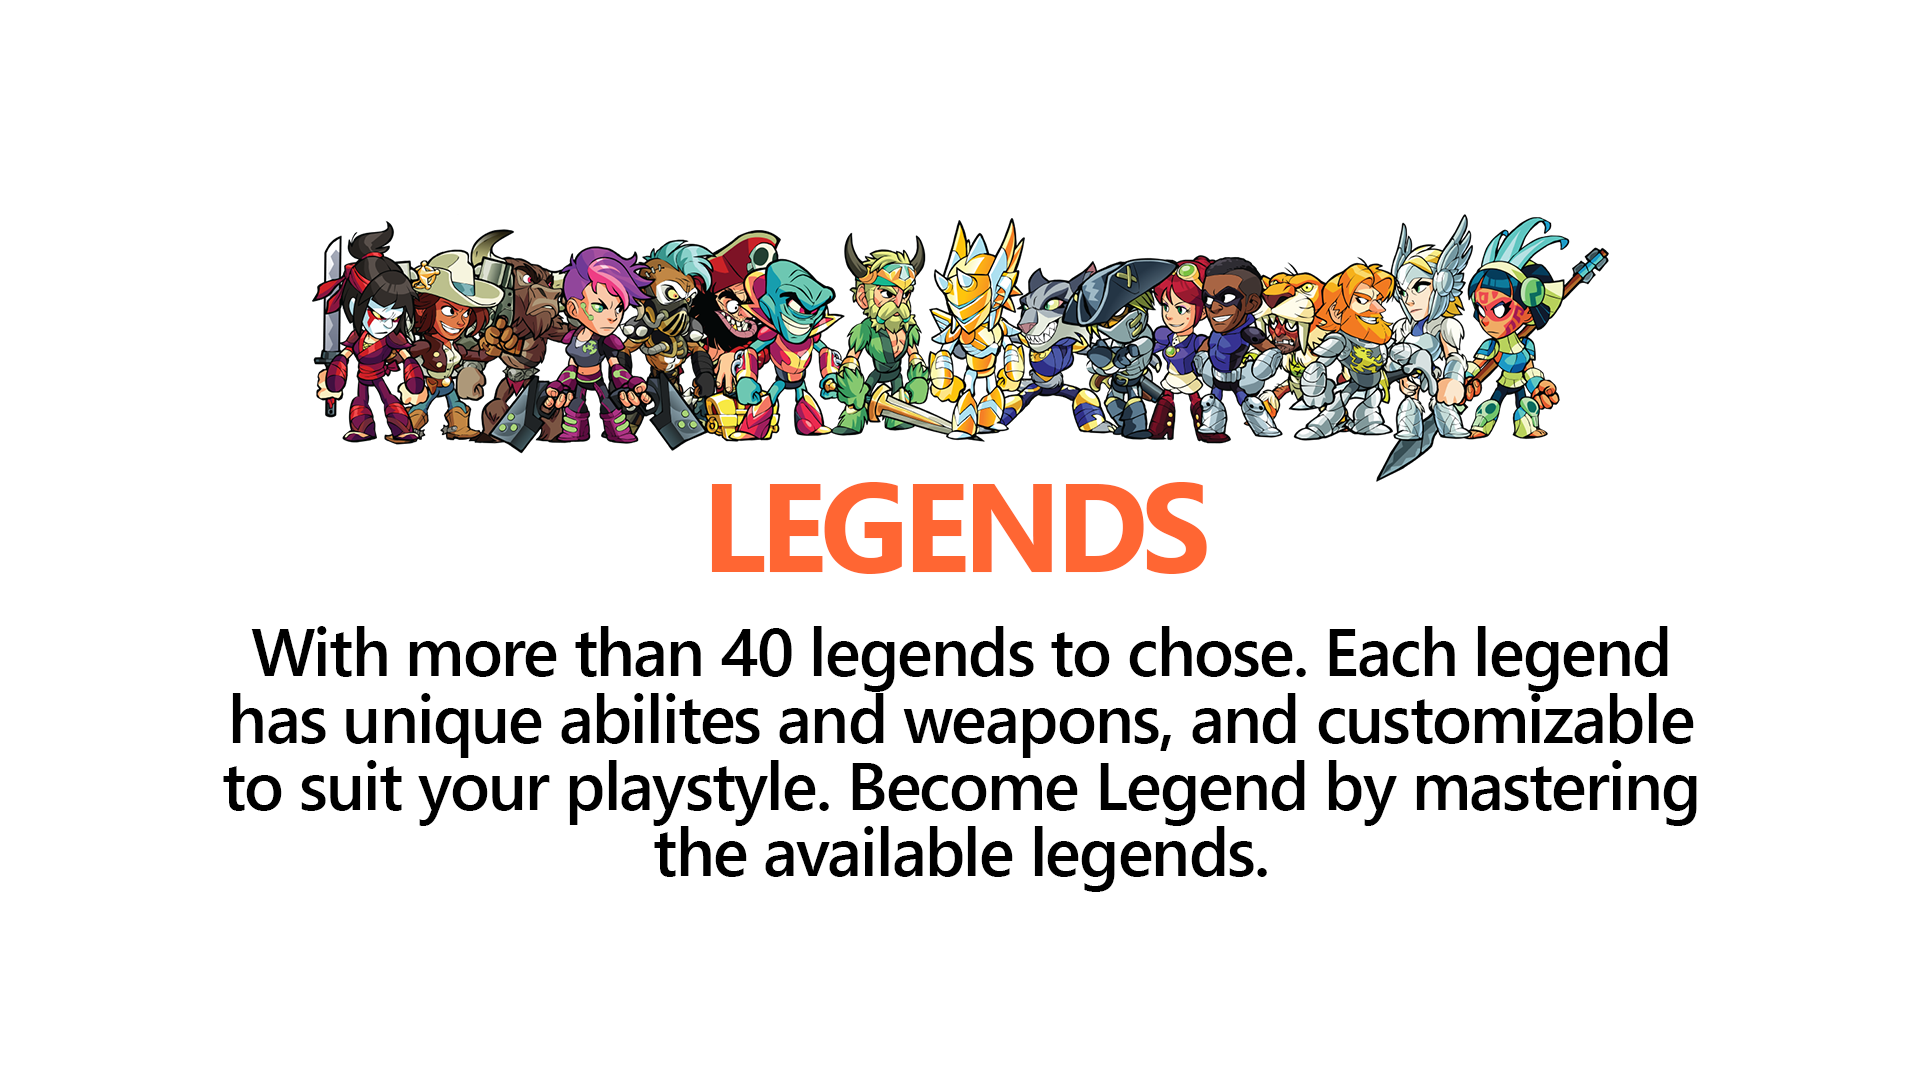 LEGENDS
With more than 40 legends to chose. Each legend
has unique abilites and weapons, and customizable
to suit your playstyle. Become Legend by mastering
the available legends.